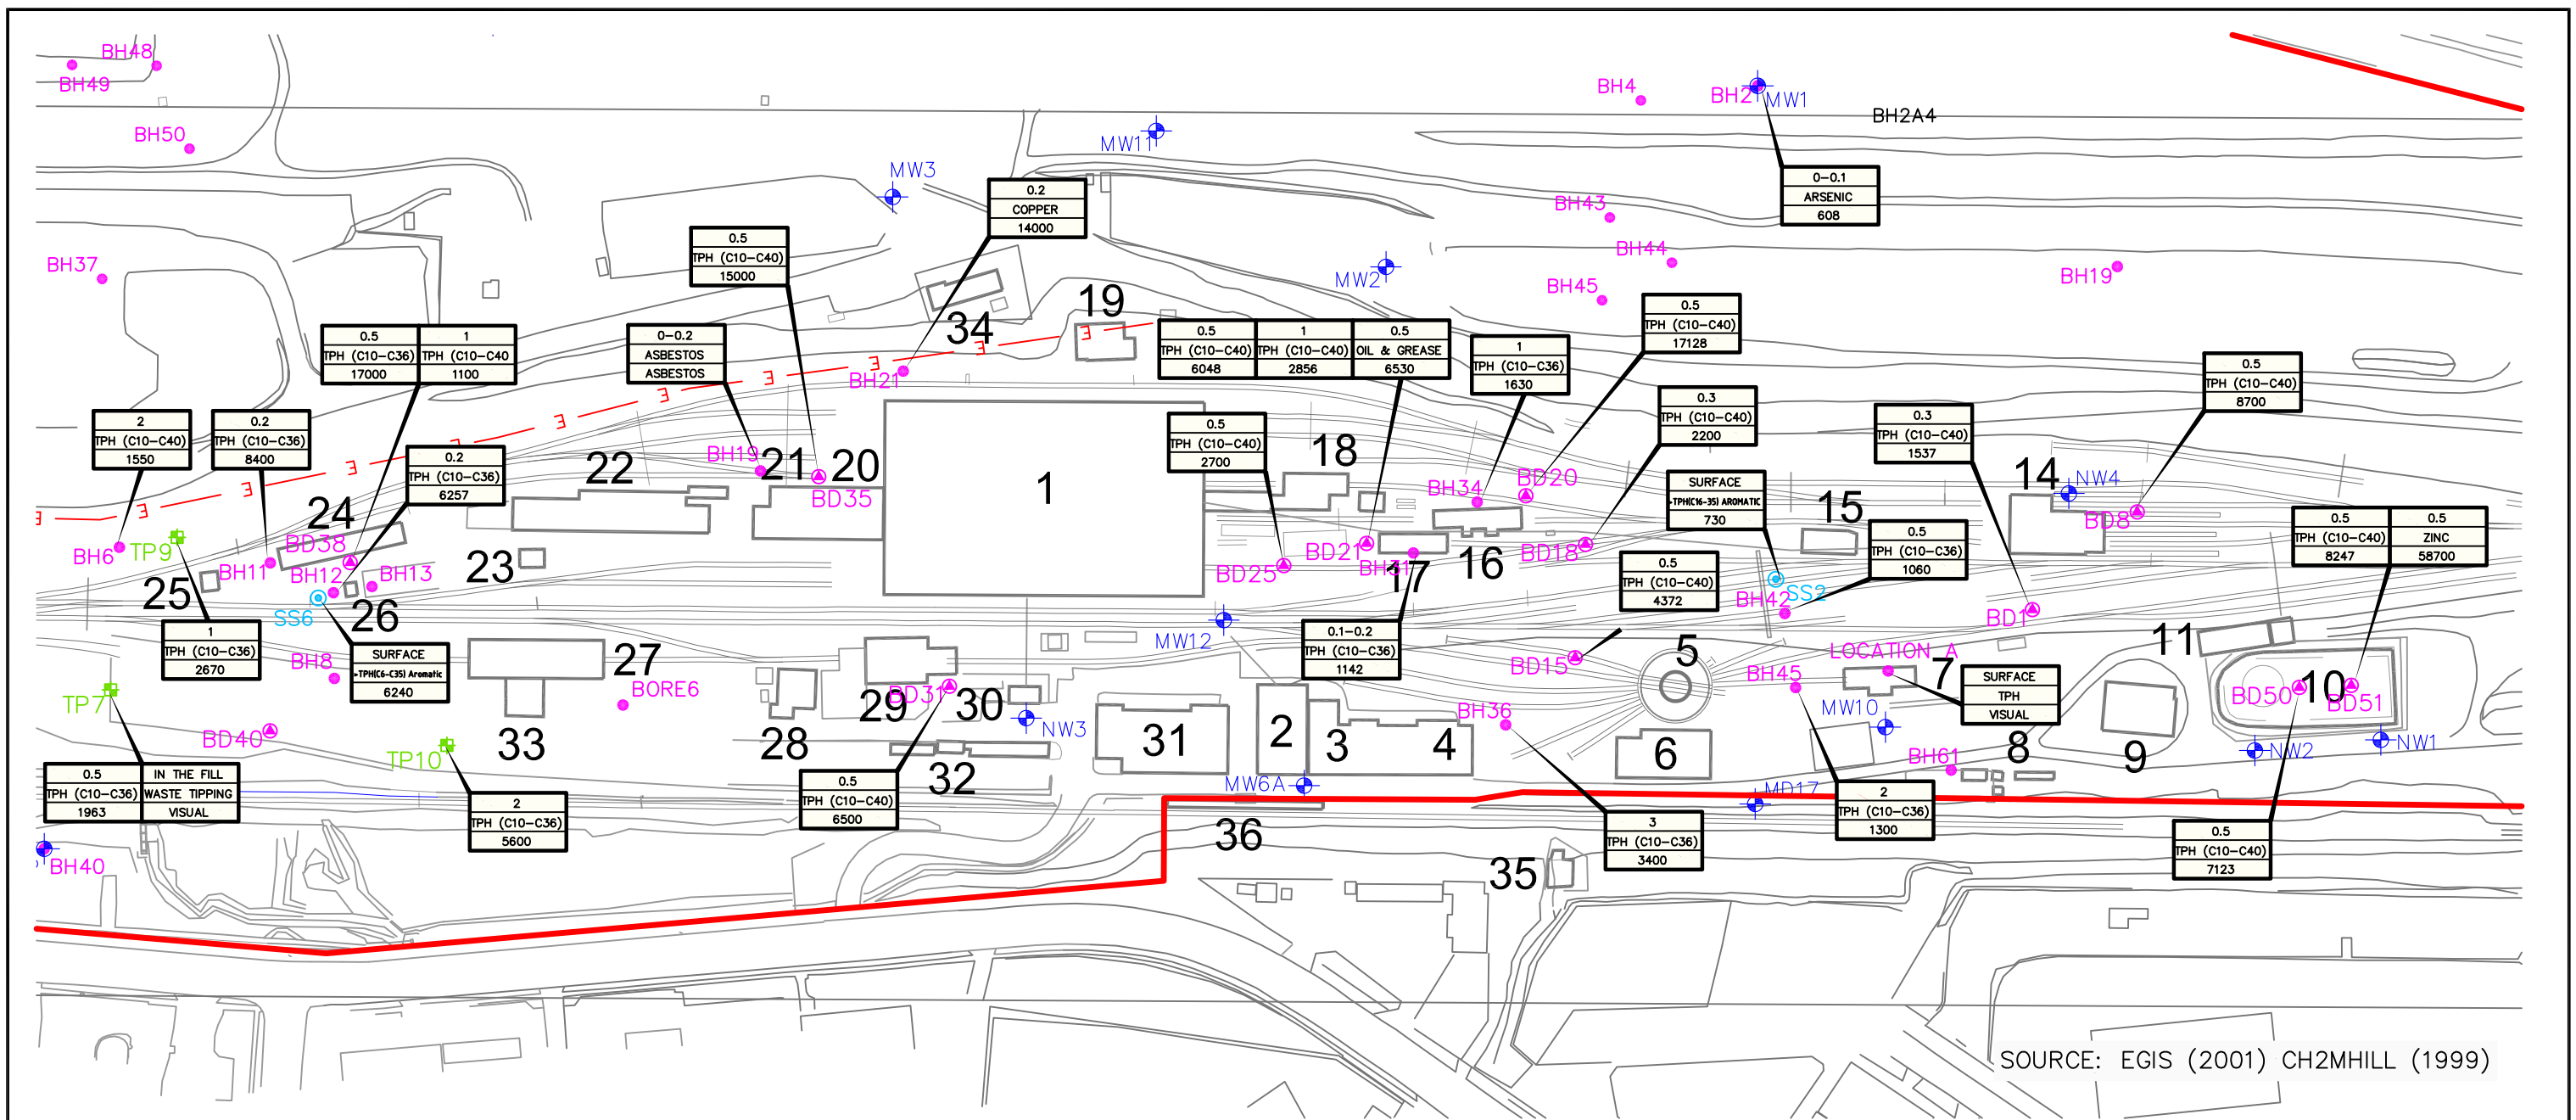 BH48
BH49
BH4
BH2
MW1
BH2A4
BH50
MW11
MW3
0.2
COPPER
14000
0-0.1
ARSENIC
608
BH43
BH44
BH37
0.5
TPH (C10-C40)
15000
MW2
BH45
BH19
34
19
0.5
TPH (C10-C36)
17000
1
TPH (C10-C40
1100
0-0.2
ASBESTOS
ASBESTOS
BH21
E E E E E E E E E
0.5
TPH (C10-C40)
6048
1
TPH (C10-C40)
2856
0.5
OIL & GREASE
6530
1
TPH (C10-C36)
1630
0.5
TPH (C10-C40)
17128
0.5
TPH (C10-C40)
8700
2
TPH (C10-C40)
1550
0.2
TPH (C10-C36)
8400
0.2
TPH (C10-C36)
6257
22
BH19
21
20
BD35
1
0.5
TPH (C10-C40)
2700
18
BH34
BD20
0.3
TPH (C10-C40)
2200
SURFACE
TPH(C16-35) AROMATIC
730
0.3
TPH (C10-C40)
1537
14
NW4
BD8
15
24
BD38
BH6
TP9
BH11
BH12
BH13
23
25
26
SS6
BD25
BD21
BH31
17
16
BD18
0.5
TPH (C10-C40)
4372
SS2
BH42
0.5
TPH (C10-C36)
1060
BD1
0.5
TPH (C10-C40)
8247
0.5
ZINC
58700
1
TPH (C10-C36)
2670
BH8
SURFACE
TPH(C6-C35) Aromatic
6240
27
BORE6
MW12
0.1-0.2
TPH (C10-C36)
1142
BD15
5
BH45
LOCATION A
7
SURFACE
TPH
VISUAL
11
10
BD50
BD51
TP7
BD40
TP10
33
28
29
BD31
30
NW3
32
31
2
3
4
BH36
6
MW10
BH61
8
9
NW2
NW1
0.5
TPH (C10-C36)
1963
IN THE FILL
WASTE TIPPING
VISUAL
2
TPH (C10-C36)
5600
0.5
TPH (C10-C40)
6500
MW6A
MD17
2
TPH (C10-C36)
1300
3
TPH (C10-C36)
3400
0.5
TPH (C10-C40)
7123
BH40
36
35
SOURCE: EGIS (2001) CH2MHILL (1999)